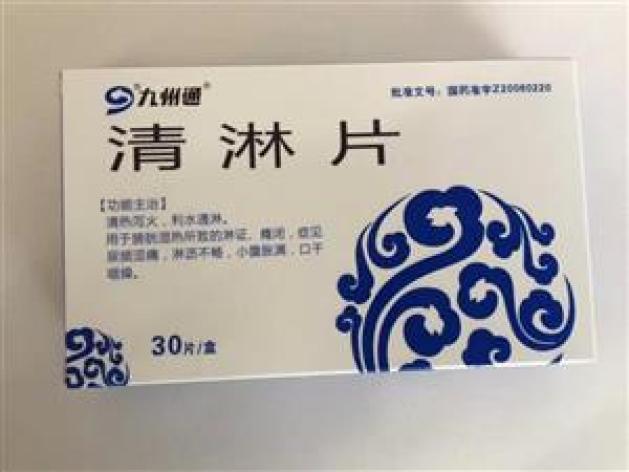 九州通
批准文号：国药准字Z20080220
清淋片
【功能主治】
清热泻火，利水通淋。
用于膀胱湿热所致的淋证、癃闭，症见
尿频涩痛，淋沥不畅，小腹胀满，口干
咽燥。
30片/盒